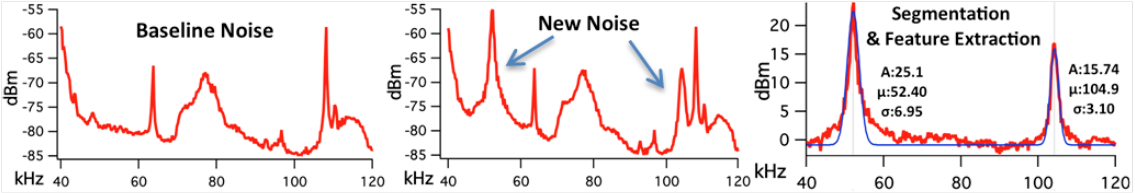 Baseline Noise
dBm
-55
-60
-65
-70
-75
-80
-85
kHz
40
60
80
100
120
New Noise
dBm
-55
-60
-65
-70
-75
-80
-85
kHz
40
60
80
100
120
Segmentation
& Feature Extraction
A:25.1
μ:52.40
σ:6.95
A:15.74
μ:104.9
σ:3.10
dBm
20
15
10
5
0
kHz
40
60
80
100
120